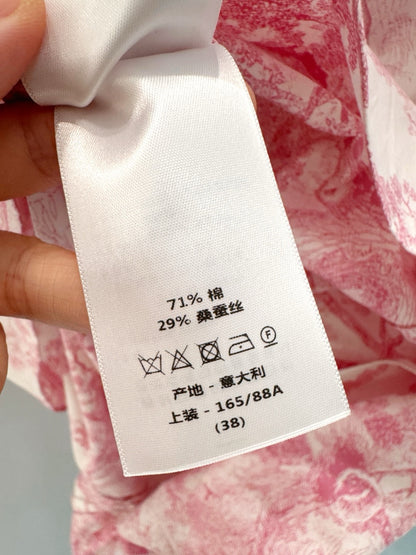 71% 棉
29% 桑蚕丝
F
产地 - 意大利
上装 - 165/88A
(38)